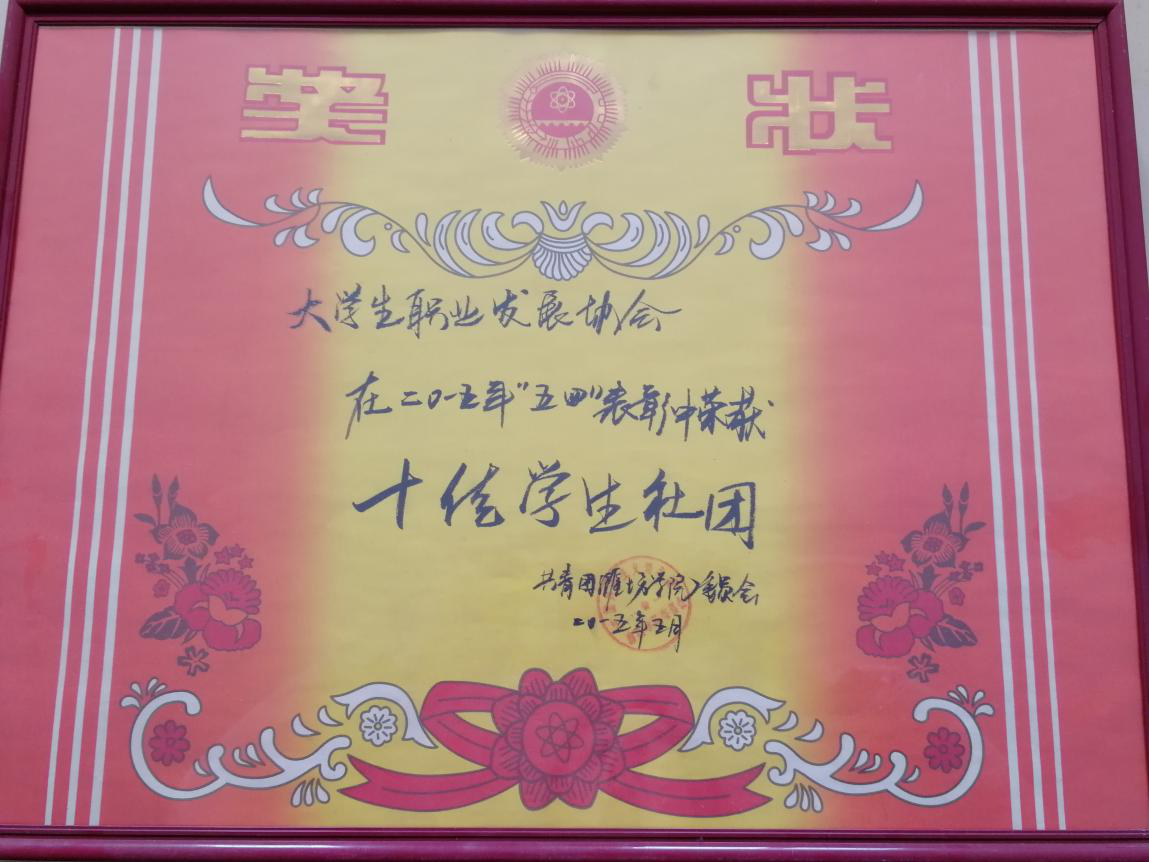 奖状
大学生职业发展协会
在二〇一五年"五四"表彰中荣获
十佳学生社团
共青团潍坊学院委员会
二〇一五年五月